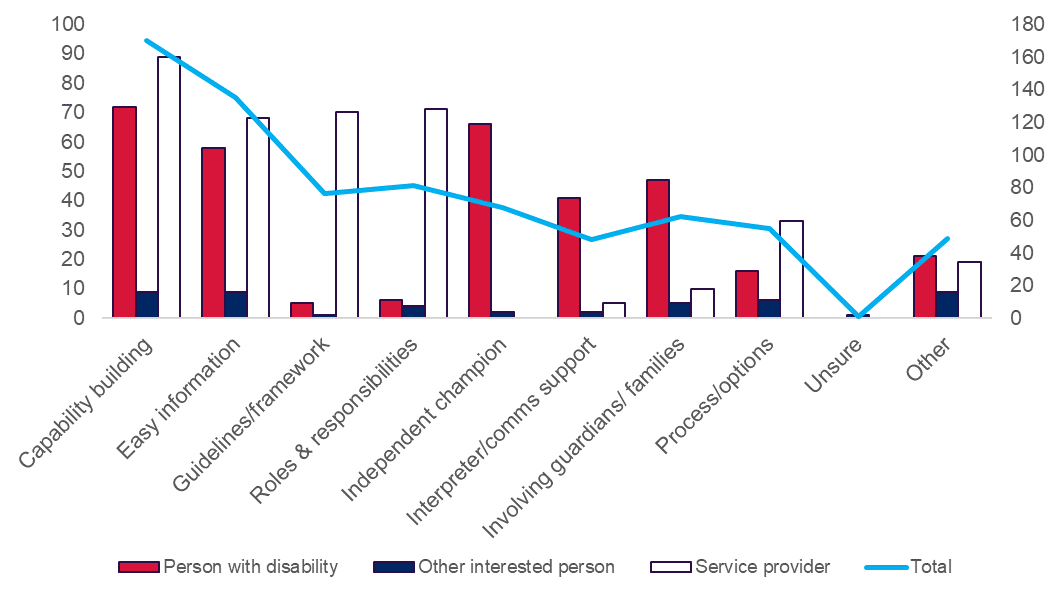 100
90
80
70
60
50
40
30
20
10
0
180
160
140
120
100
80
60
40
20
0
Capability building
Easy information
Guidelines/framework
Roles & responsibilities
Independent champion
Interpreter/comms support
Involving guardians/ families
Process/options
Unsure
Other
Person with disability
Other interested person
Service provider
Total